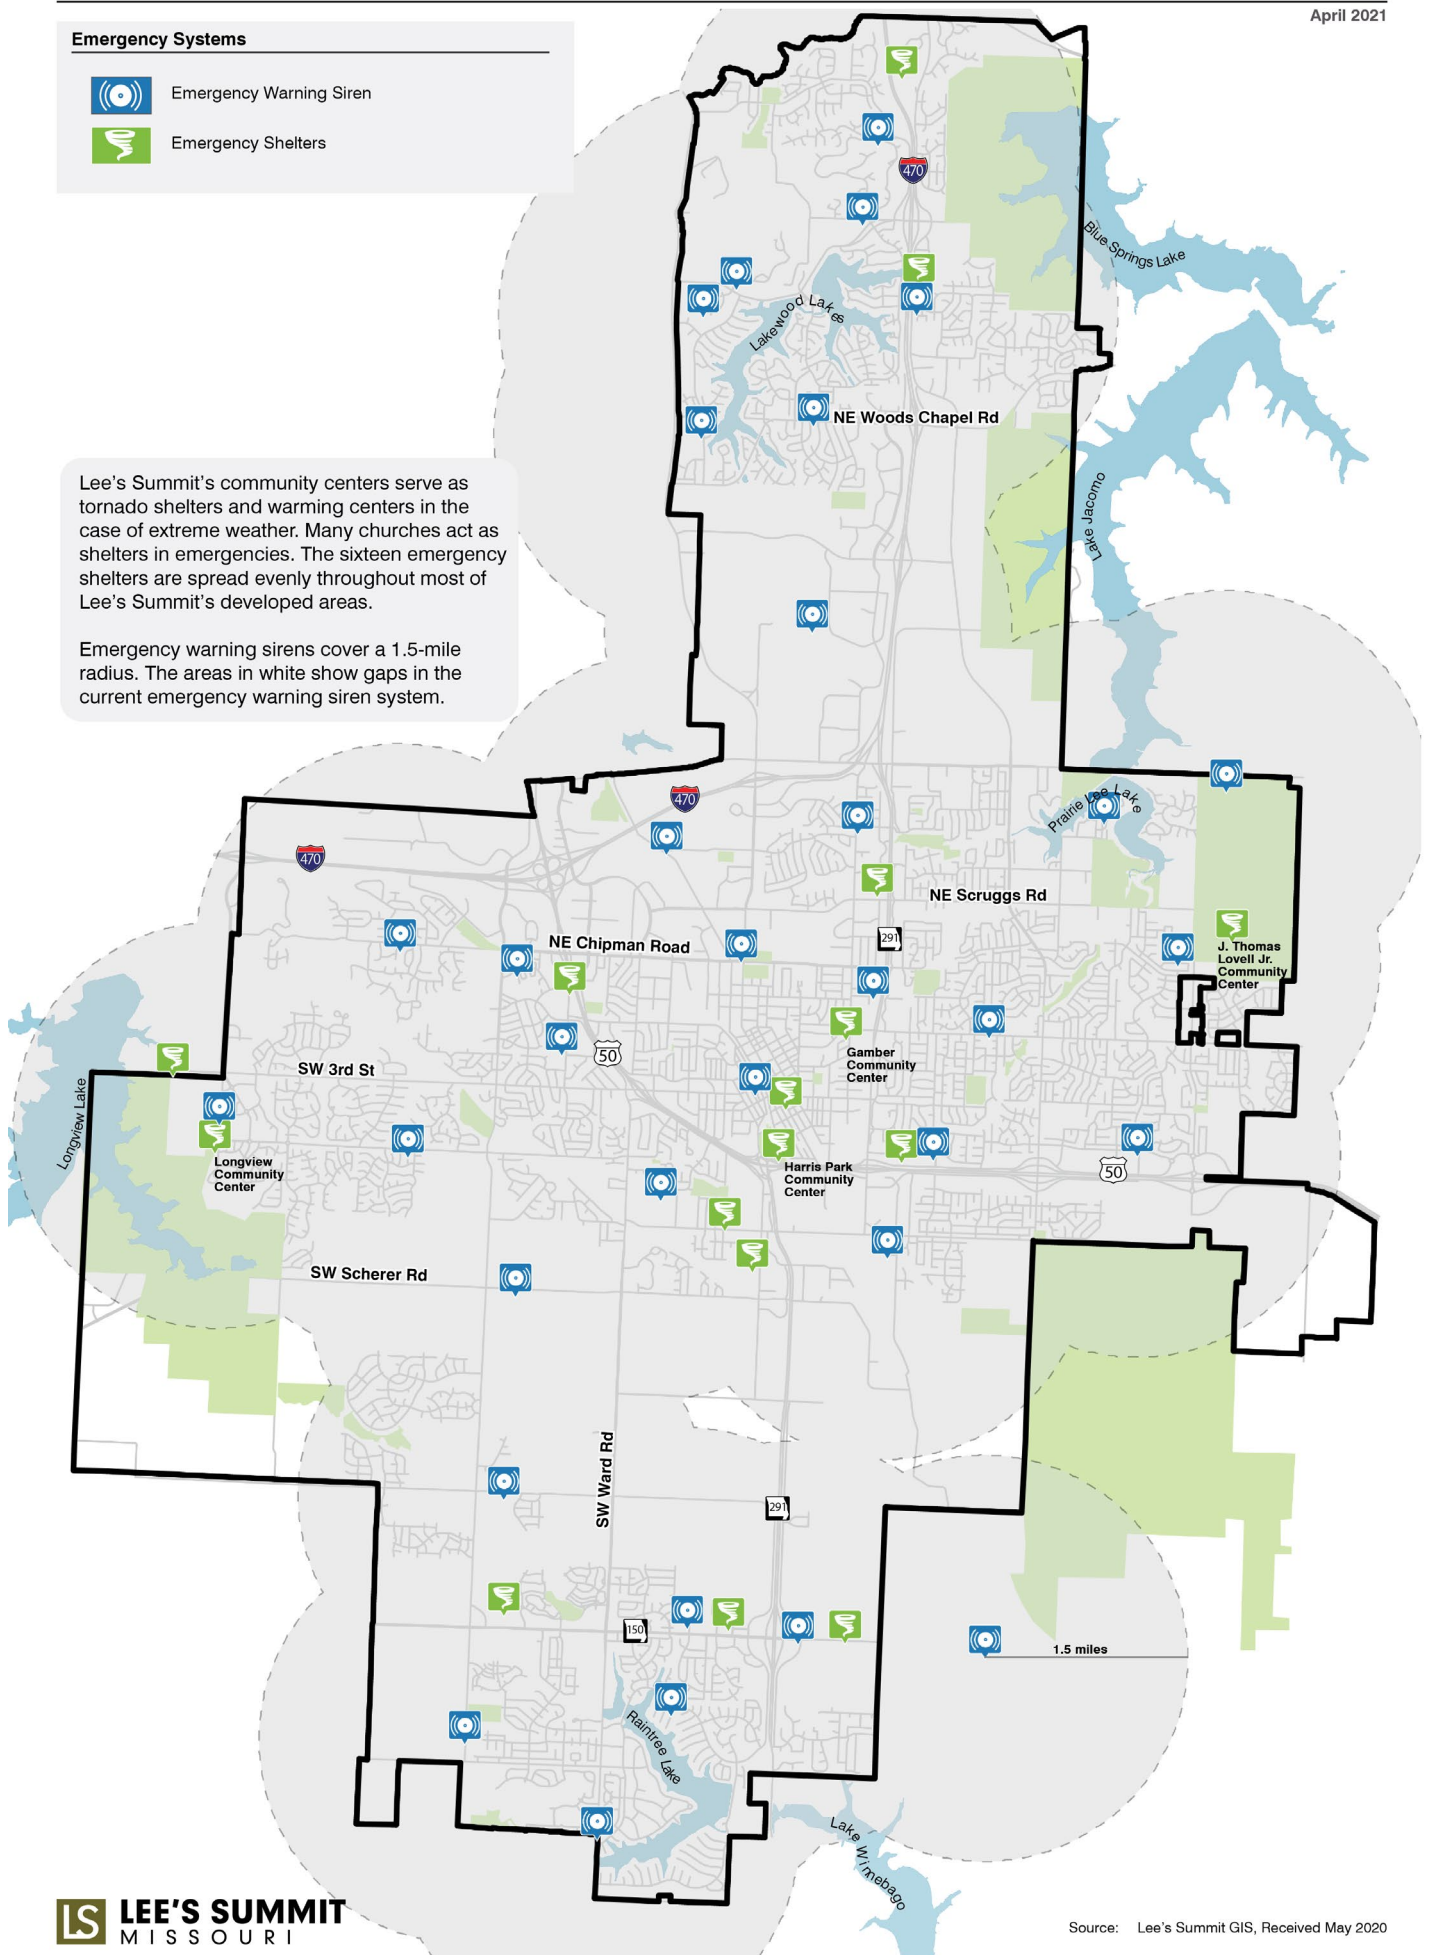 April 2021
Emergency Systems
Emergency Warning Siren
Emergency Shelters
470
Blue Springs Lake
Lakewood Lakes
NE Woods Chapel Rd
Lee's Summit's community centers serve as
tornado shelters and warming centers in the
case of extreme weather. Many churches act as
shelters in emergencies. The sixteen emergency
shelters are spread evenly throughout most of
Lee's Summit's developed areas.
Emergency warning sirens cover a 1.5-mile
radius. The areas in white show gaps in the
current emergency warning siren system.
Lake Jacomo
470
Prairie Lee Lake
470
NE Scruggs Rd
291
NE Chipman Road
J. Thomas
Lovell Jr.
Community
Center
50
Gamber
Community
Center
SW 3rd St
Longview Lake
Longview
Community
Center
Harris Park
Community
Center
50
SW Scherer Rd
SW Ward Rd
291
150
1.5 miles
Raintree Lake
Lake Winnebago
LS
LEE'S SUMMIT
MISSOURI
Source: Lee's Summit GIS, Received May 2020